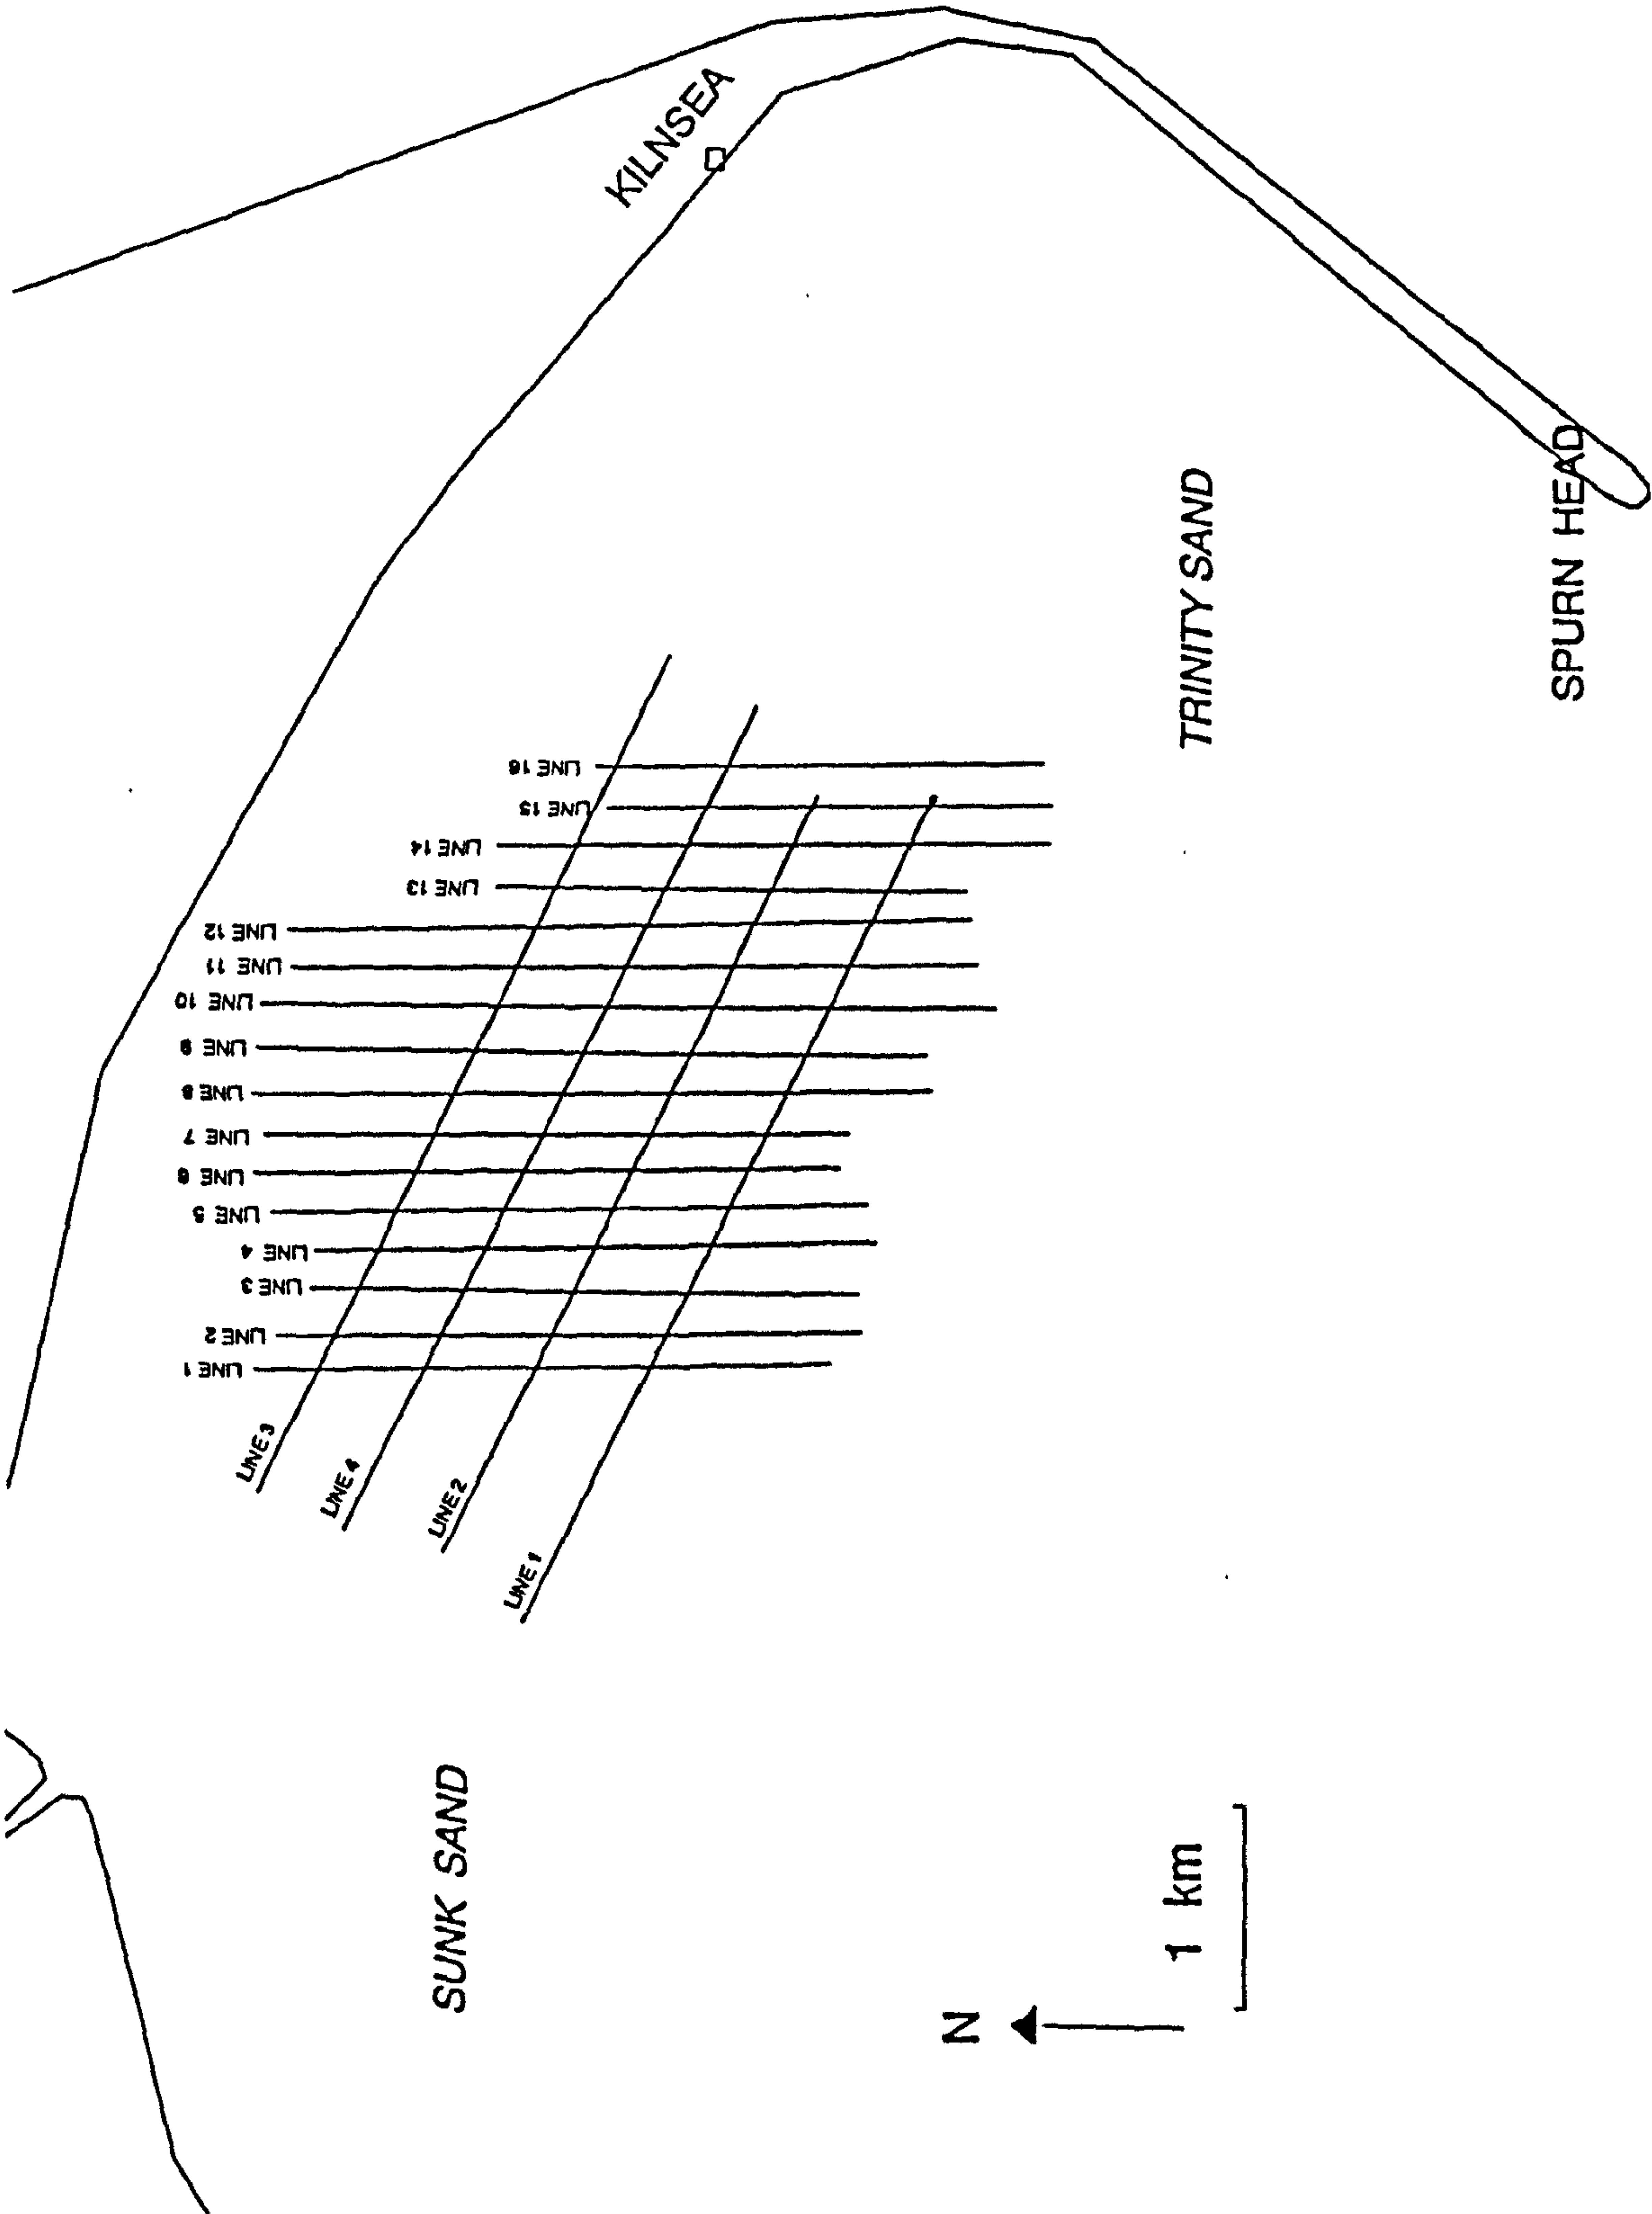 KILNSEA
SPURN HEAD
TRINITY SAND
SUNK SAND
LINE 1
LINE 2
LINE 3
LINE 4
LINE 5
LINE 6
LINE 7
LINE 8
LINE 9
LINE 10
LINE 11
LINE 12
LINE 13
LINE 14
LINE 15
LINE 16
LINE 3
LINE 4
LINE 2
LINE 1
N
1 km